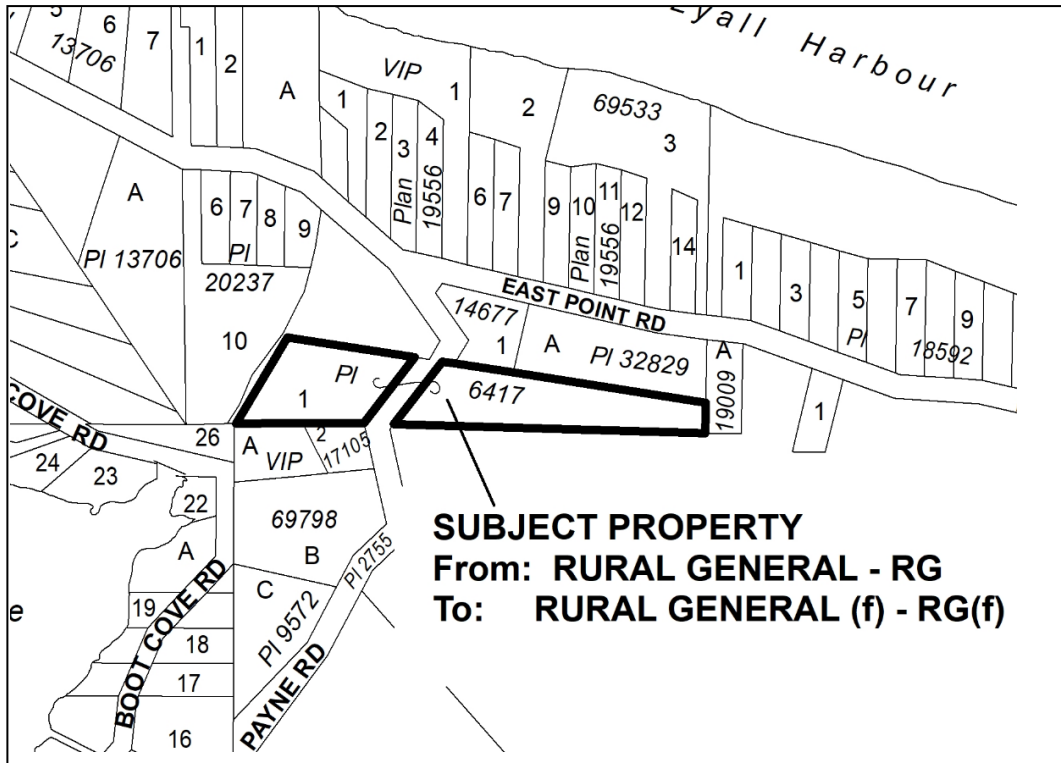 Lyall Harbour
5
6
7
13706
1
2
A
VIP
1
2
3
4
1
Plan
19556
2
69533
3
6
7
9
10
11
12
Plan
19556
14
1
3
5
7
9
Pl
18592
A
Pl 13706
C
6
7
8
9
Pl
20237
10
EAST POINT RD
14677
1
A
Pl 32829
A
19009
1
Pl
1
6417
COVE RD
26
24
23
22
A
VIP
2
17105
69798
B
A
19
18
17
16
BOOT COVE RD
C
Pl 9572
Pl 2755
PAYNE RD
e
SUBJECT PROPERTY
From: RURAL GENERAL - RG
To: RURAL GENERAL (f) - RG(f)